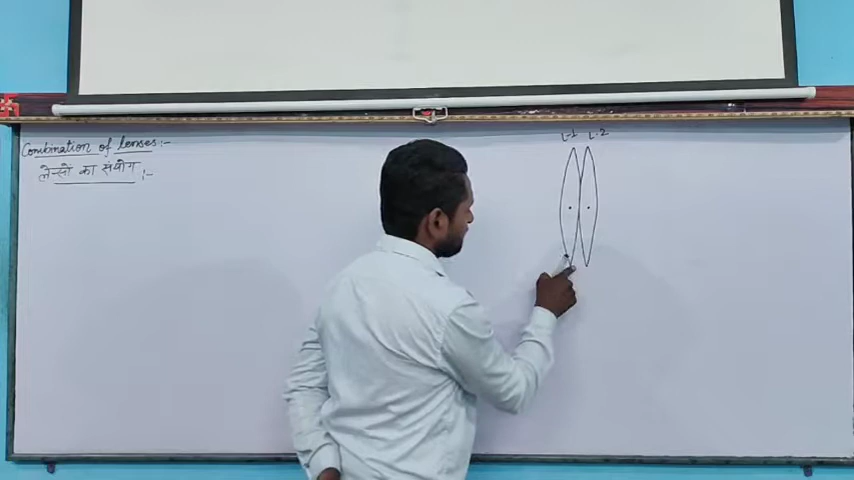 Combination of lenses:-
लेन्सो का संयोग :-
L-1 L-2